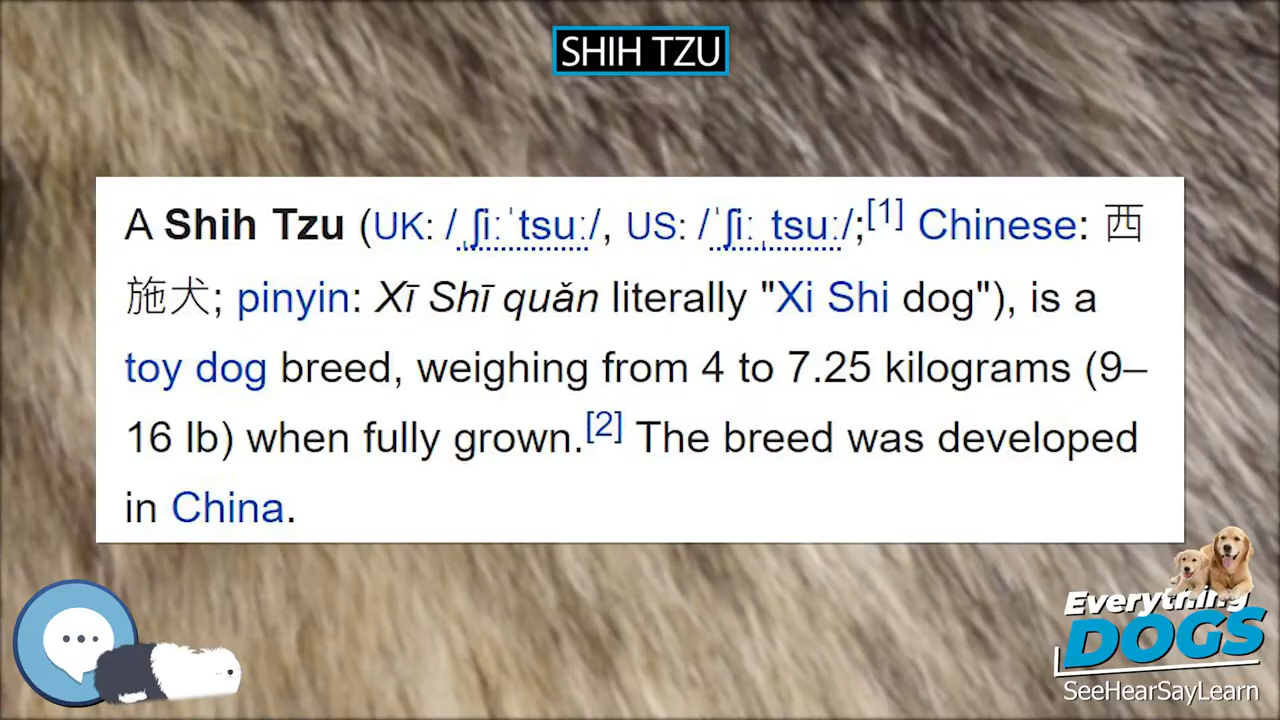 SHIH TZU
A Shih Tzu (UK: /ˌʃiːˈtsuː/, US: /ˈʃiːˌtsuː/;[1] Chinese: 西
施犬; pinyin: Xī Shī quǎn literally "Xi Shi dog"), is a
toy dog breed, weighing from 4 to 7.25 kilograms (9–
16 lb) when fully grown.[2] The breed was developed
in China.
Everything
DOGS
SeeHearSayLearn